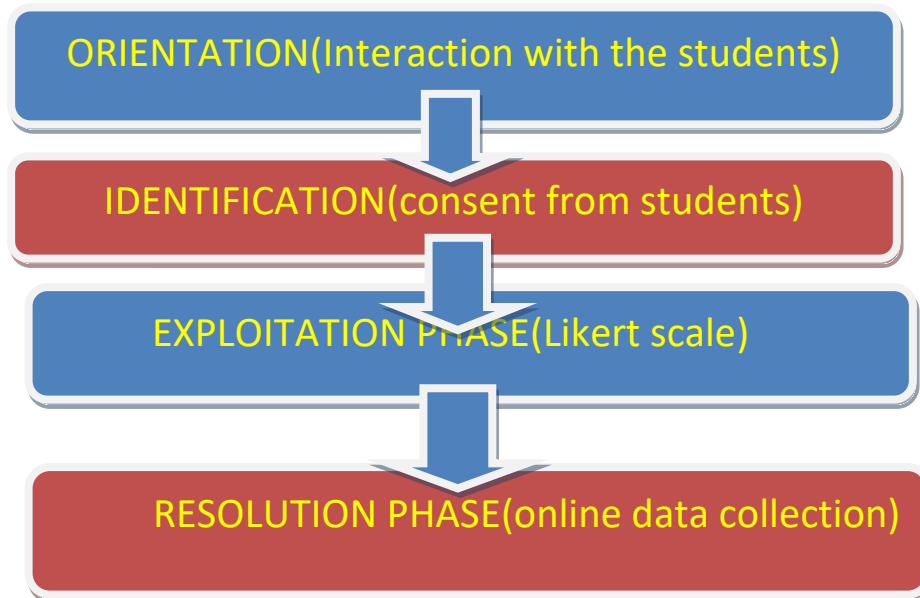 ORIENTATION(Interaction with the students)
IDENTIFICATION(consent from students)
EXPLOITATION PHASE(Likert scale)
RESOLUTION PHASE(online data collection)